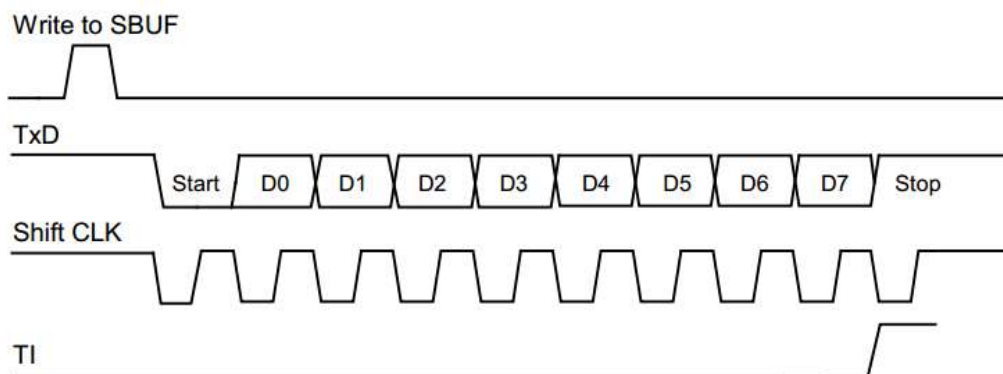 Write to SBUF
TxD
Start D0 D1 D2 D3 D4 D5 D6 D7 Stop
Shift CLK
TI